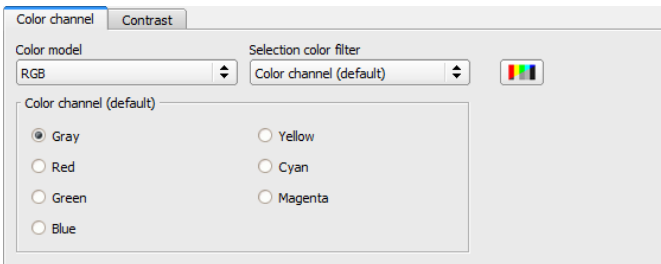 Color channel Contrast
Color model Selection color filter
RGB Color channel (default)
Color channel (default)
Gray Yellow
Red Cyan
Green Magenta
Blue